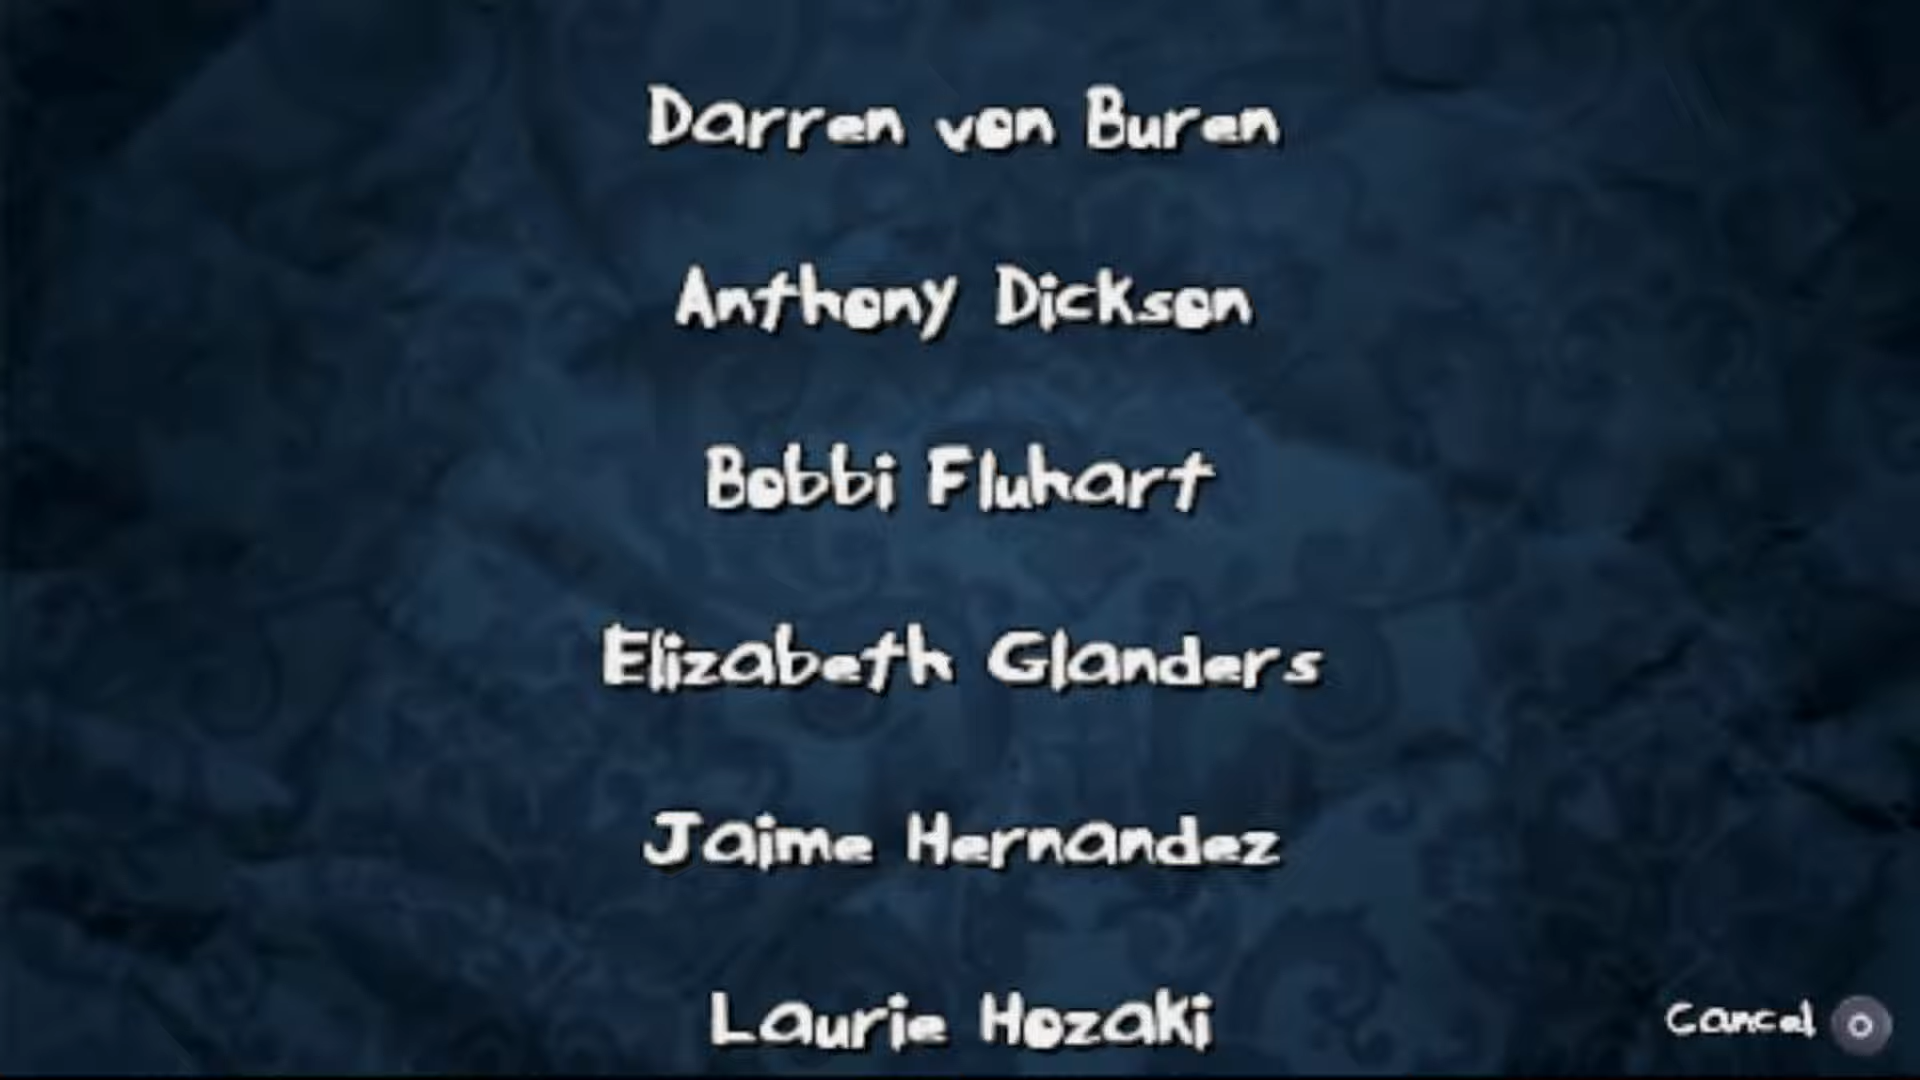 Darren von Buren
Anthony Dickson
Bobbi Fluhart
Elizabeth Glanders
Jaime Hernandez
Laurie Hozaki
Cancel